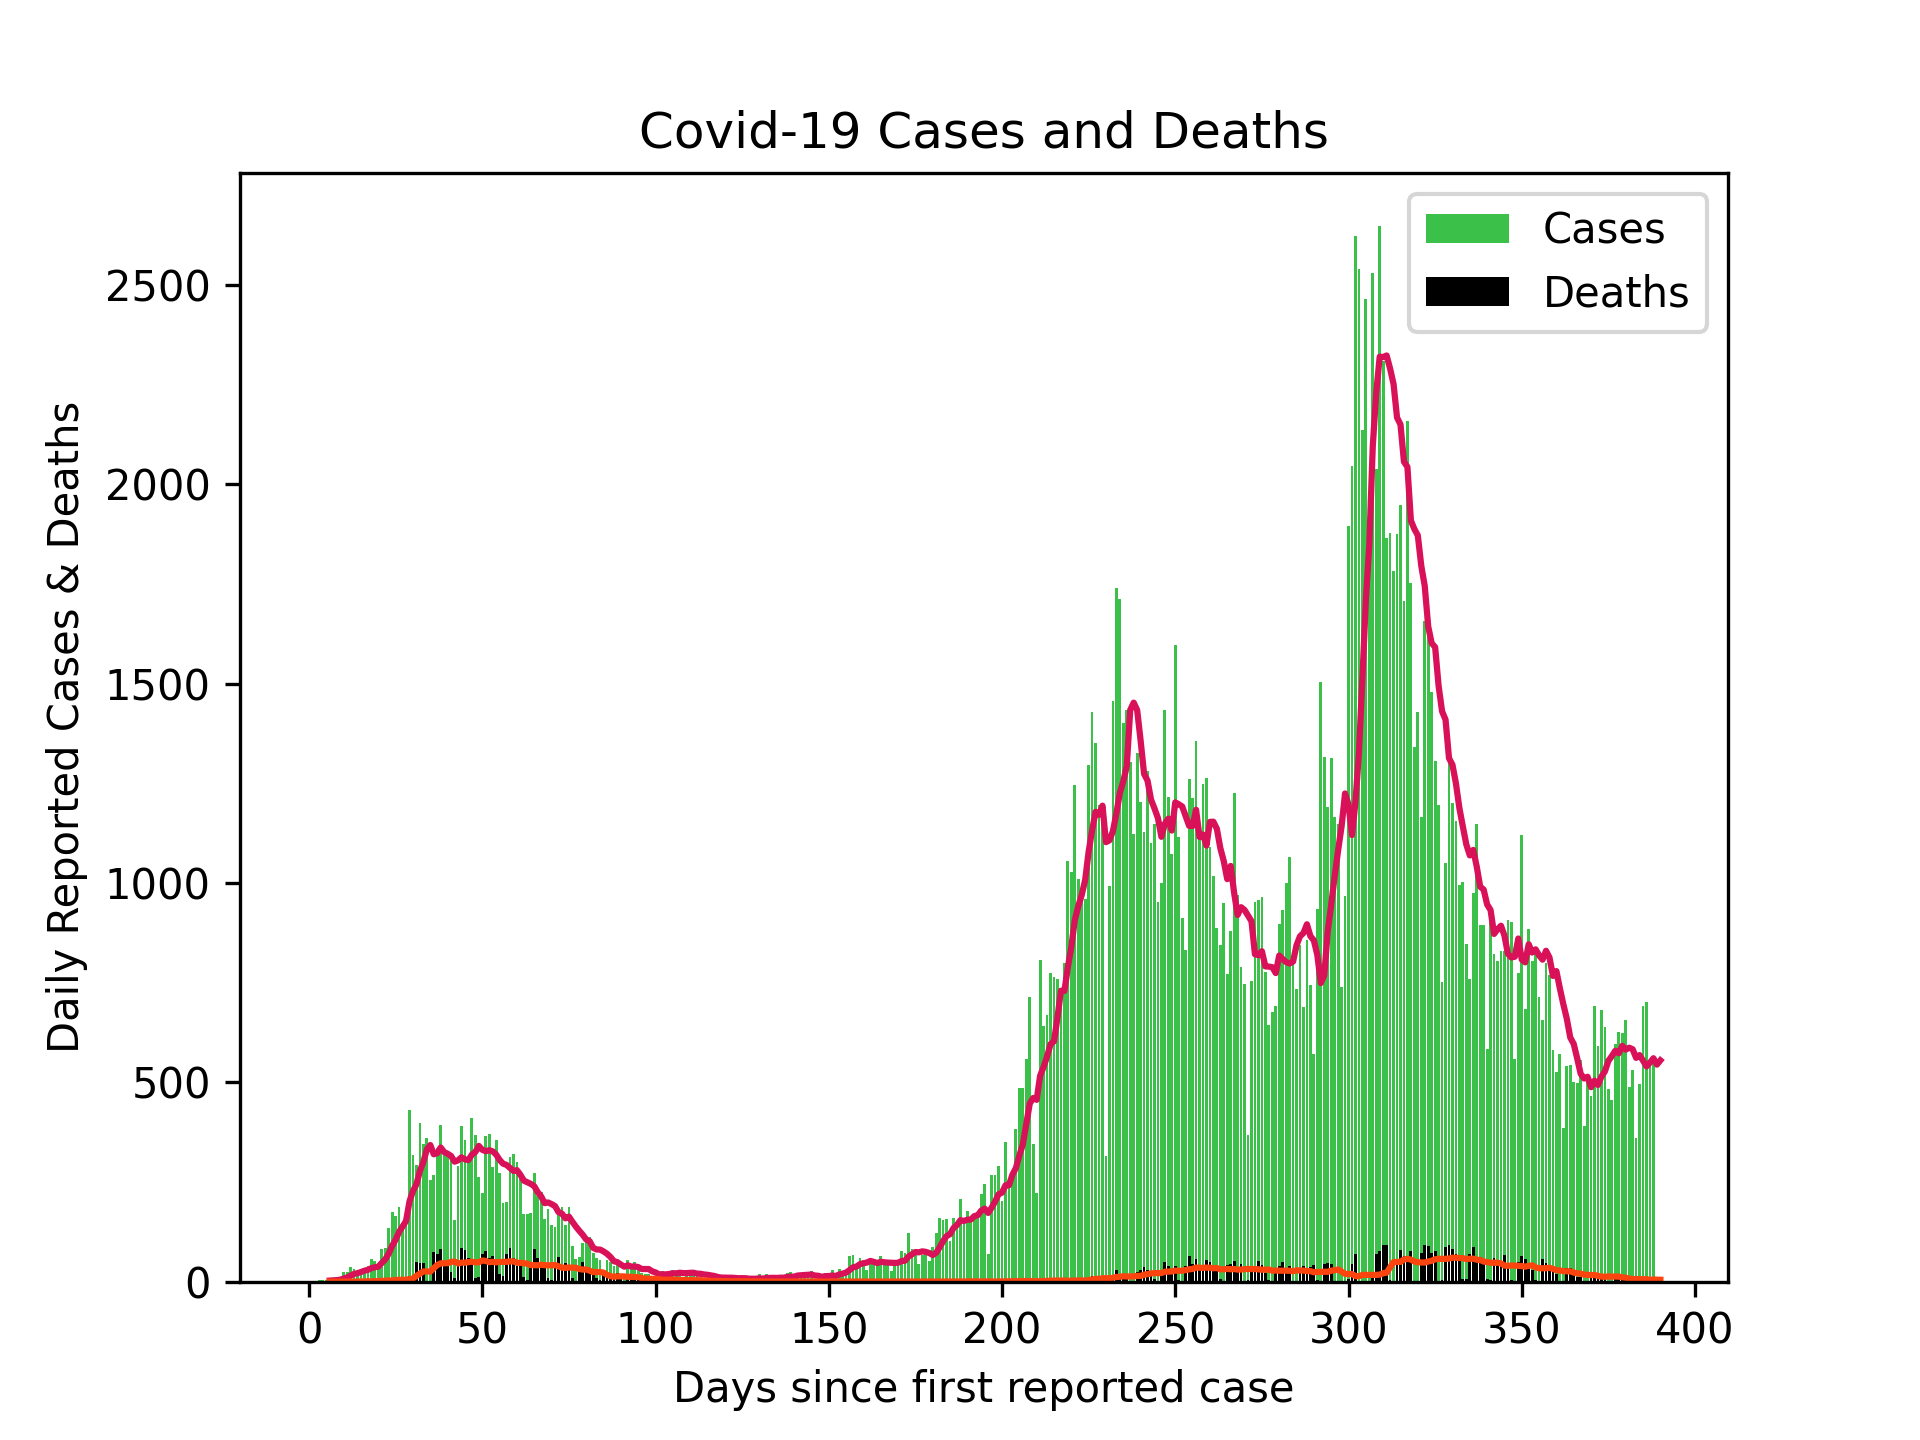 Covid-19 Cases and Deaths
Cases
Deaths
Daily Reported Cases & Deaths
2500
2000
1500
1000
500
0
0 50 100 150 200 250 300 350 400
Days since first reported case